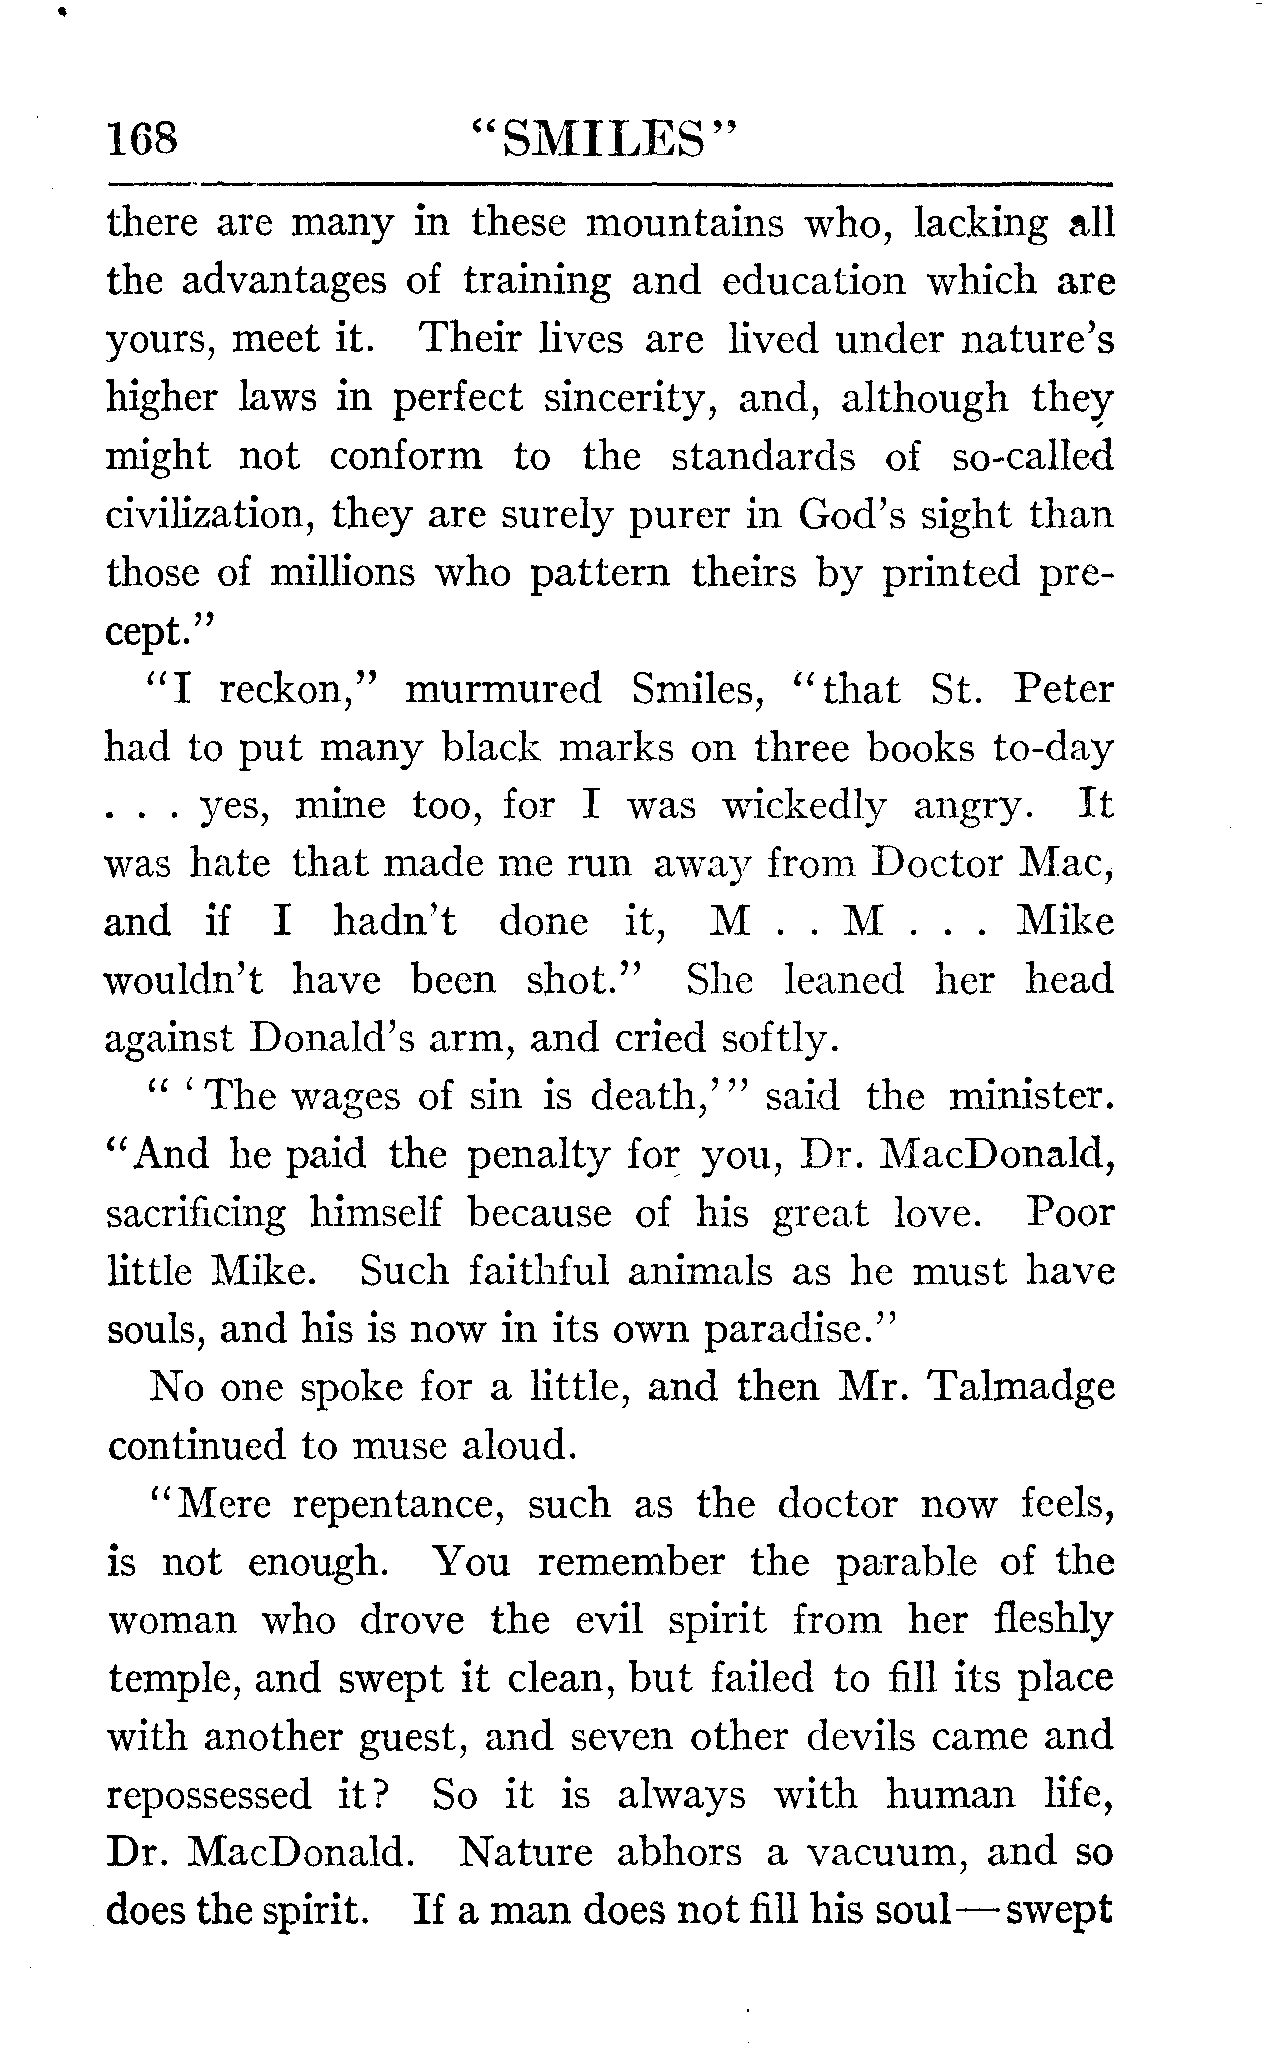 168 "SMILES"
there are many in these mountains who, lacking all
the advantages of training and education which are
yours, meet it. Their lives are lived under nature's
higher laws in perfect sincerity, and, although they
might not conform to the standards of so-called
civilization, they are surely purer in God's sight than
those of millions who pattern theirs by printed pre-
cept."
"I reckon," murmured Smiles, "that St. Peter
had to put many black marks on three books to-day
. . . yes, mine too, for I was wickedly angry. It
was hate that made me run away from Doctor Mac,
and if I hadn't done it, M . . M . . . Mike
wouldn't have been shot." She leaned her head
against Donald's arm, and cried softly.
"'The wages of sin is death,'" said the minister.
"And he paid the penalty for you, Dr. MacDonald,
sacrificing himself because of his great love. Poor
little Mike. Such faithful animals as he must have
souls, and his is now in its own paradise."
No one spoke for a little, and then Mr. Talmadge
continued to muse aloud.
"Mere repentance, such as the doctor now feels,
is not enough. You remember the parable of the
woman who drove the evil spirit from her fleshly
temple, and swept it clean, but failed to fill its place
with another guest, and seven other devils came and
repossessed it? So it is always with human life,
Dr. MacDonald. Nature abhors a vacuum, and so
does the spirit. If a man does not fill his soul—swept